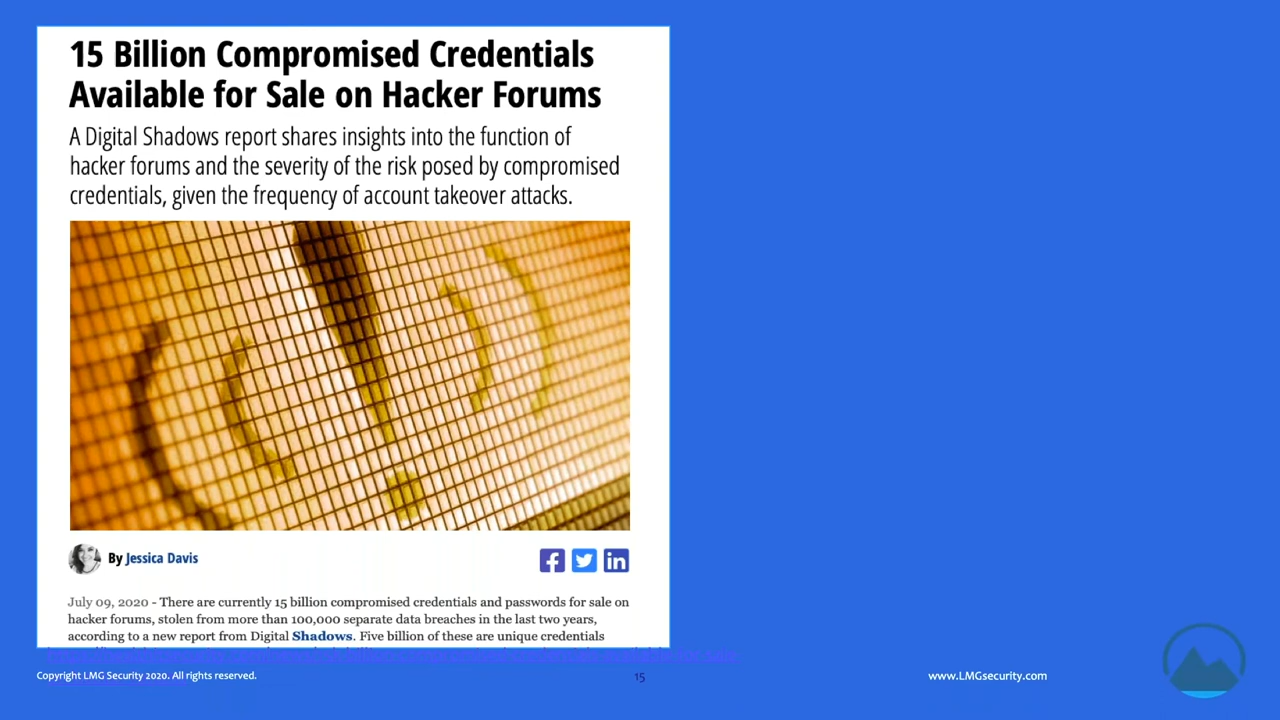 15 Billion Compromised Credentials
Available for Sale on Hacker Forums
A Digital Shadows report shares insights into the function of
hacker forums and the severity of the risk posed by compromised
credentials, given the frequency of account takeover attacks.
By Jessica Davis
July 09, 2020 - There are currently 15 billion compromised credentials and passwords for sale on
hacker forums, stolen from more than 100,000 separate data breaches in the last two years,
according to a new report from Digital Shadows. Five billion of these are unique credentials
Copyright LMG Security 2020. All rights reserved.
15
www.LMGsecurity.com